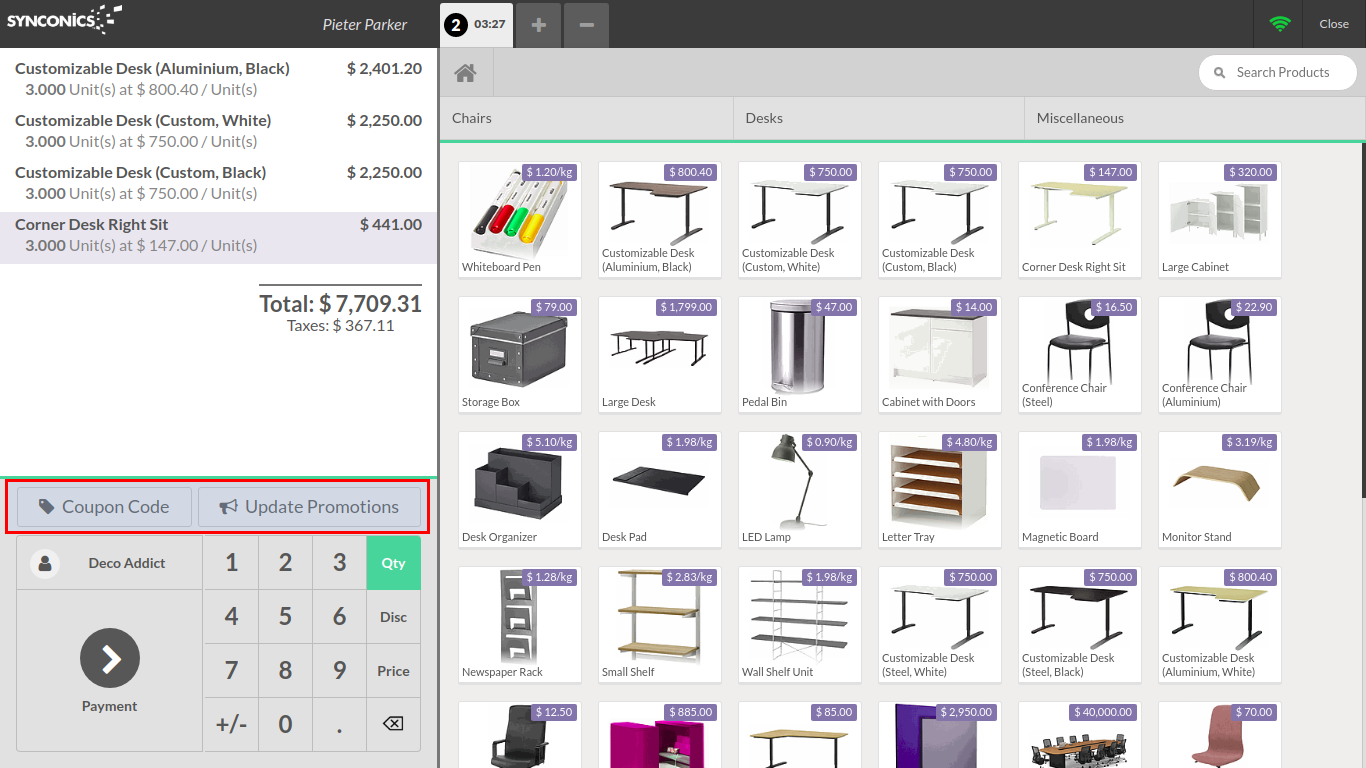 SYNCONICS
Pieter Parker
2 03:27
Close
Customizable Desk (Aluminium, Black) $ 2,401.20
3.000 Unit(s) at $ 800.40 / Unit(s)
Customizable Desk (Custom, White) $ 2,250.00
3.000 Unit(s) at $ 750.00 / Unit(s)
Customizable Desk (Custom, Black) $ 2,250.00
3.000 Unit(s) at $ 750.00 / Unit(s)
Corner Desk Right Sit $ 441.00
3.000 Unit(s) at $ 147.00 / Unit(s)
Total: $ 7,709.31
Taxes: $ 367.11
Coupon Code
Update Promotions
Deco Addict
Payment
1 2 3 Qty
4 5 6 Disc
7 8 9 Price
+/- 0 .
Search Products
Chairs Desks Miscellaneous
$ 1.20/kg
Whiteboard Pen
$ 800.40
Customizable Desk
(Aluminium, Black)
$ 750.00
Customizable Desk
(Custom, White)
$ 750.00
Customizable Desk
(Custom, Black)
$ 147.00
Corner Desk Right Sit
$ 320.00
Large Cabinet
$ 79.00
Storage Box
$ 1,799.00
Large Desk
$ 47.00
Pedal Bin
$ 14.00
Cabinet with Doors
$ 16.50
Conference Chair
(Steel)
$ 22.90
Conference Chair
(Aluminium)
$ 5.10/kg
Desk Organizer
$ 1.98/kg
Desk Pad
$ 0.90/kg
LED Lamp
$ 4.80/kg
Letter Tray
$ 1.98/kg
Magnetic Board
$ 3.19/kg
Monitor Stand
$ 1.28/kg
Newspaper Rack
$ 2.83/kg
Small Shelf
$ 1.98/kg
Wall Shelf Unit
$ 750.00
Customizable Desk
(Steel, White)
$ 750.00
Customizable Desk
(Steel, Black)
$ 800.40
Customizable Desk
(Aluminium, White)
$ 12.50
$ 885.00
$ 85.00
$ 2,950.00
$ 40,000.00
$ 70.00